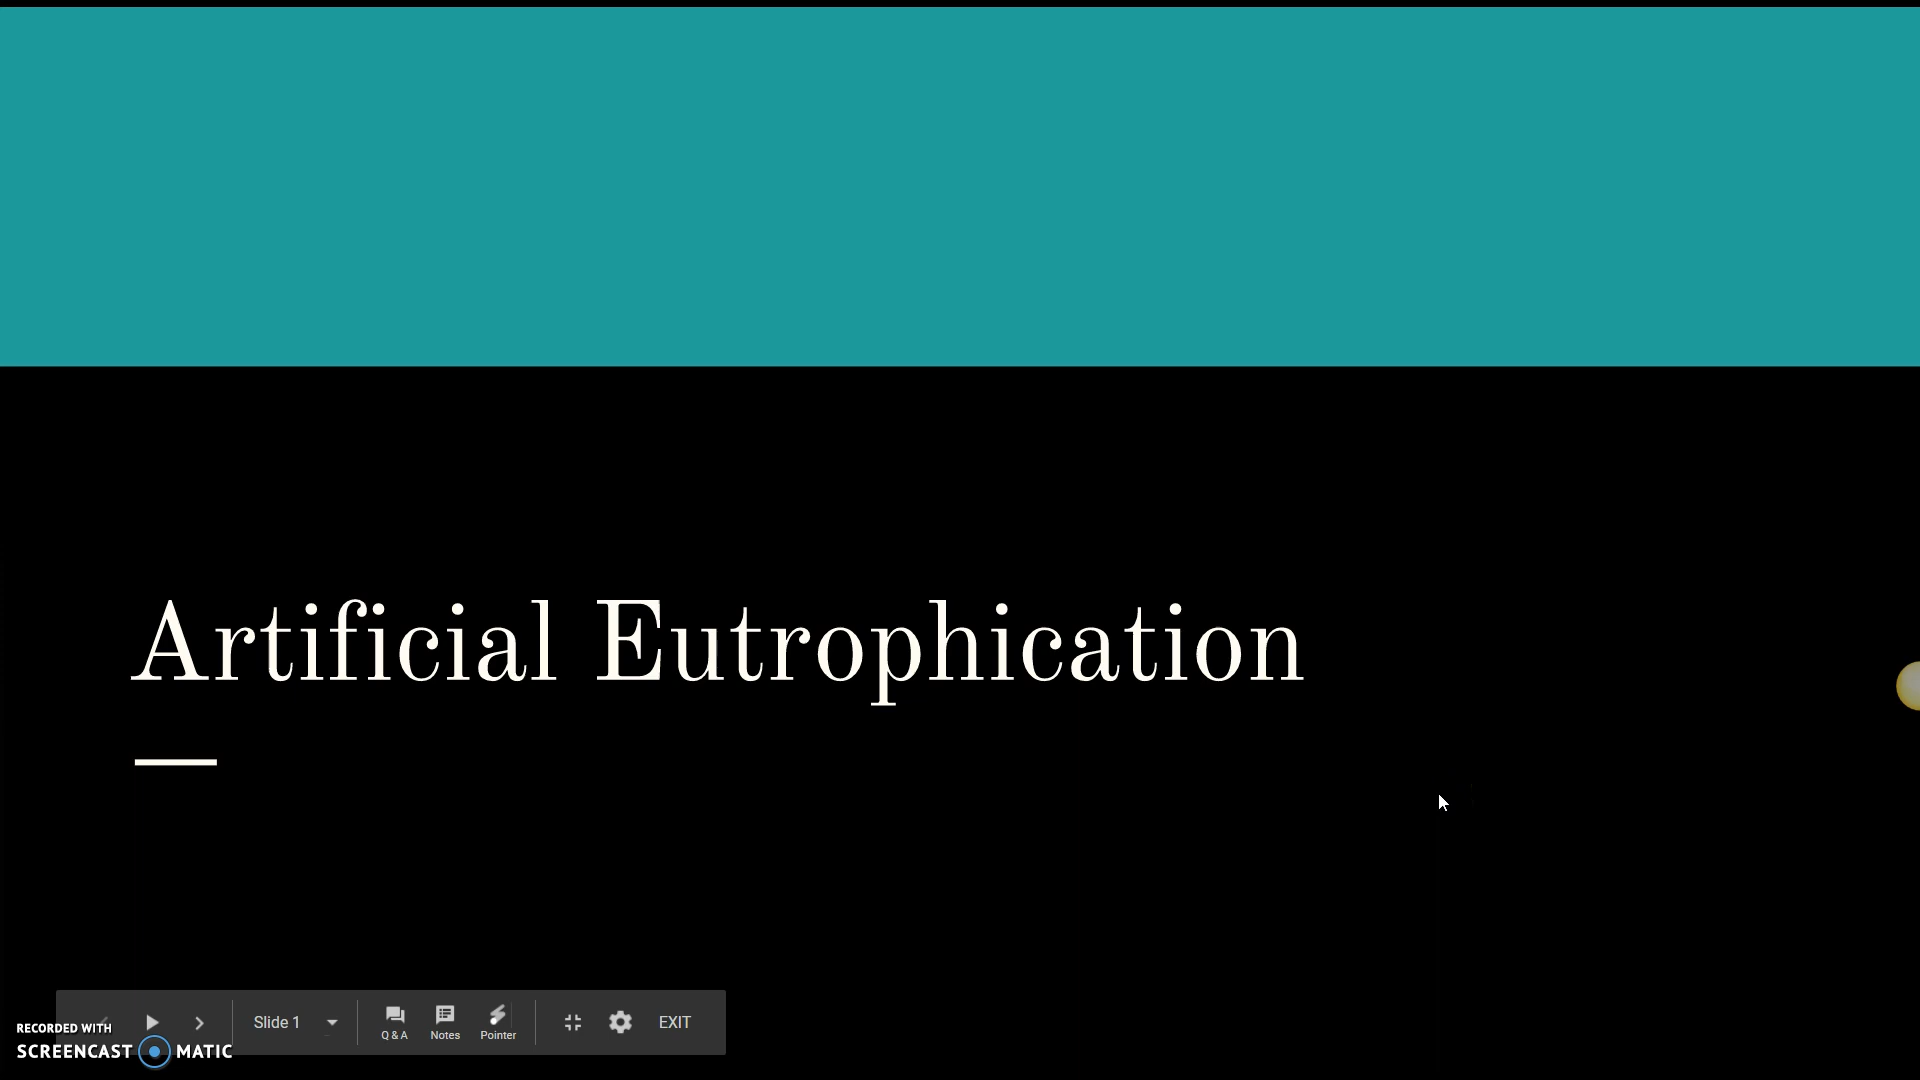 Artificial Eutrophication
Slide 1
Q & A
Notes
Pointer
EXIT
RECORDED WITH
SCREENCAST MATIC